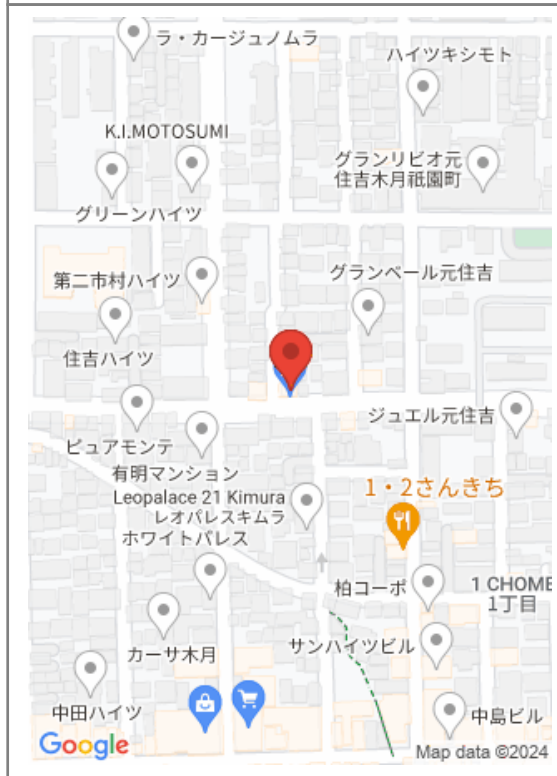 ラ・カージュノムラ
ハイツキシモト
K.I.MOTOSUMI
グランリビオ元
住吉木月祇園町
グリーンハイツ
第二市村ハイツ
グランベール元住吉
住吉ハイツ
ジュエル元住吉
ピュアモンテ
有明マンション
Leopalace 21 Kimura
レオパレスキムラ
1・2さんきち
ホワイトパレス
柏コーポ
1 CHOME
1丁目
カーサ木月
サンハイツビル
中田ハイツ
中島ビル
Google
Map data ©2024